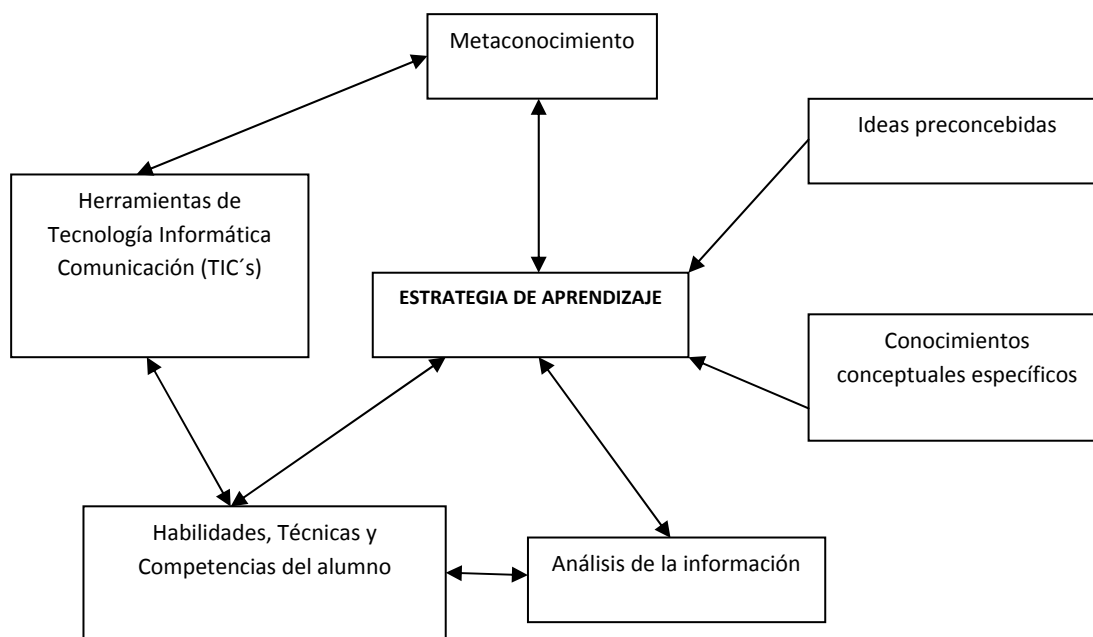 Metaconocimiento
Ideas preconcebidas
Herramientas de
Tecnología Informática
Comunicación (TIC´s)
ESTRATEGIA DE APRENDIZAJE
Conocimientos
conceptuales específicos
Habilidades, Técnicas y
Competencias del alumno
Análisis de la información